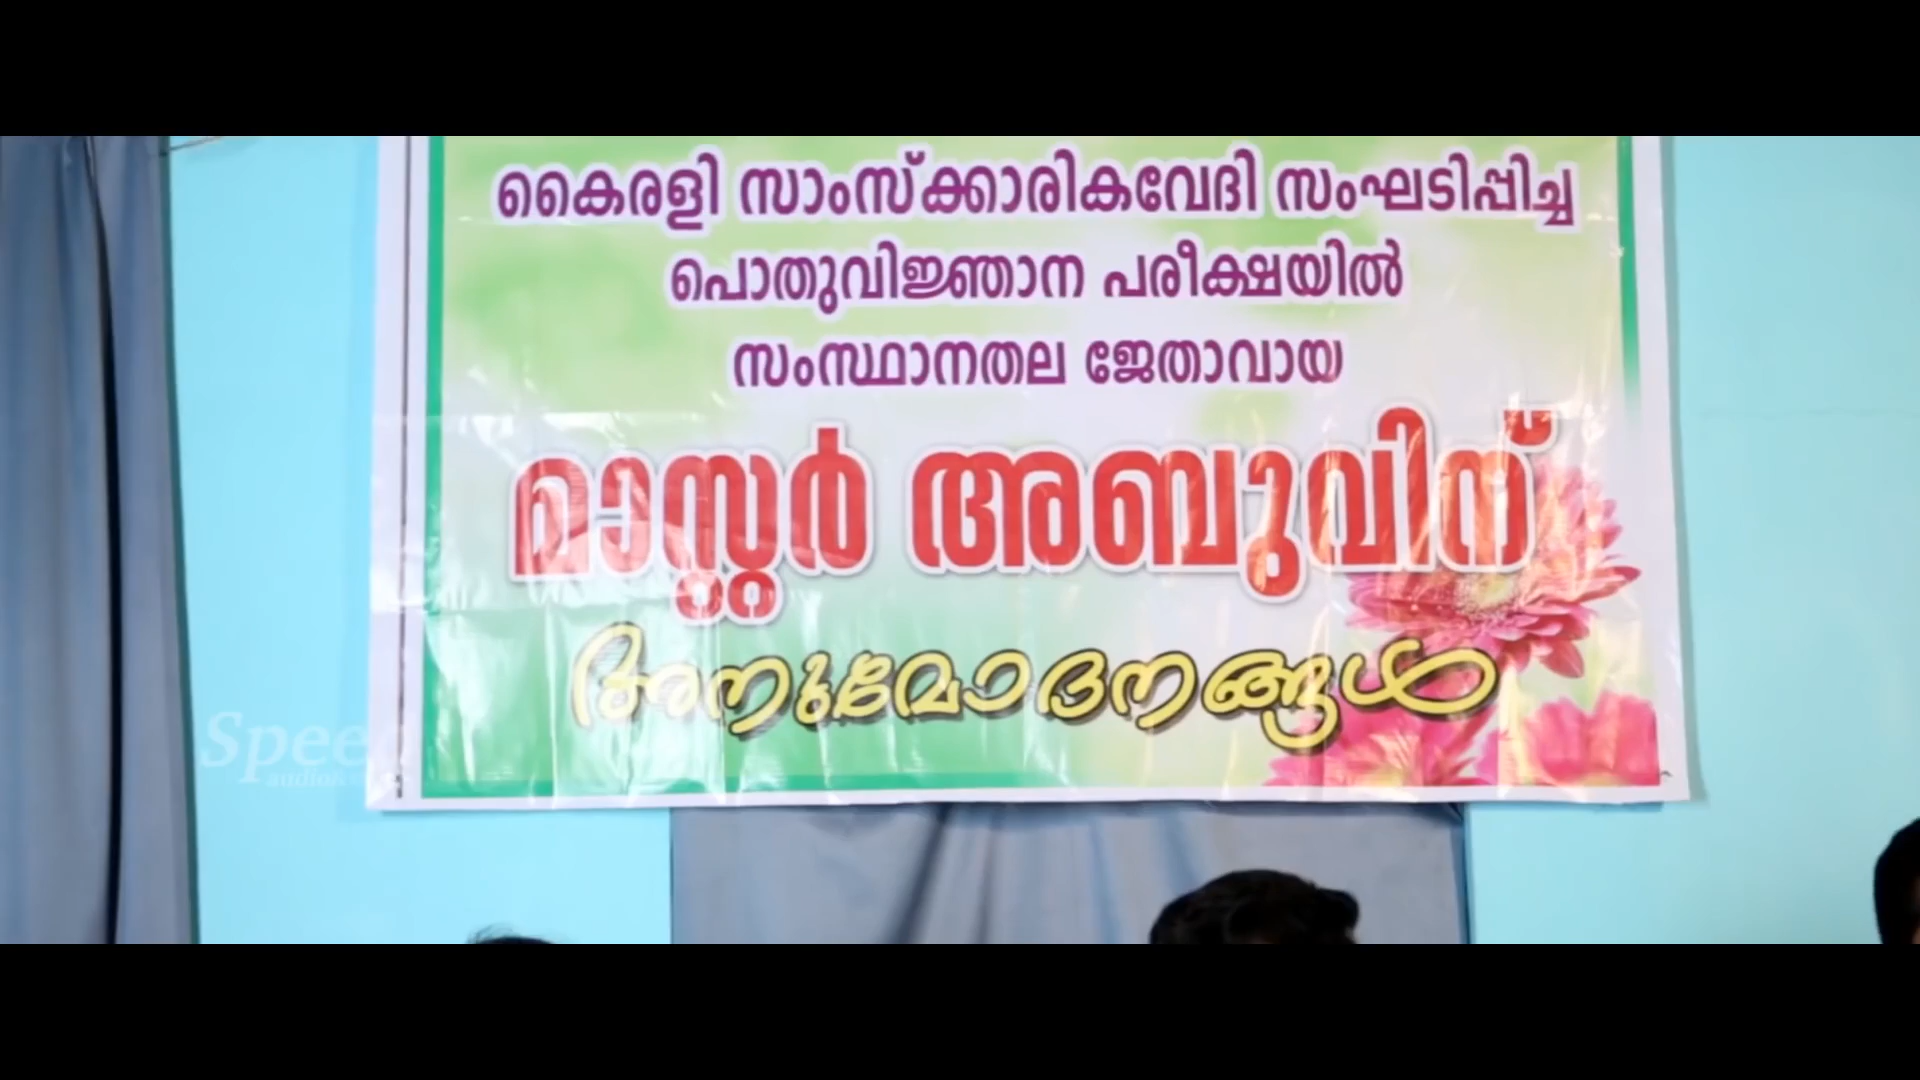 കൈരളി സാംസ്ക്കാരികവേദി സംഘടിപ്പിച്ച
പൊതുവിജ്ഞാന പരീക്ഷയിൽ
സംസ്ഥാനതല ജേതാവായ
മാസ്റ്റർ അബുവിന്
അനുമോദനങ്ങൾ